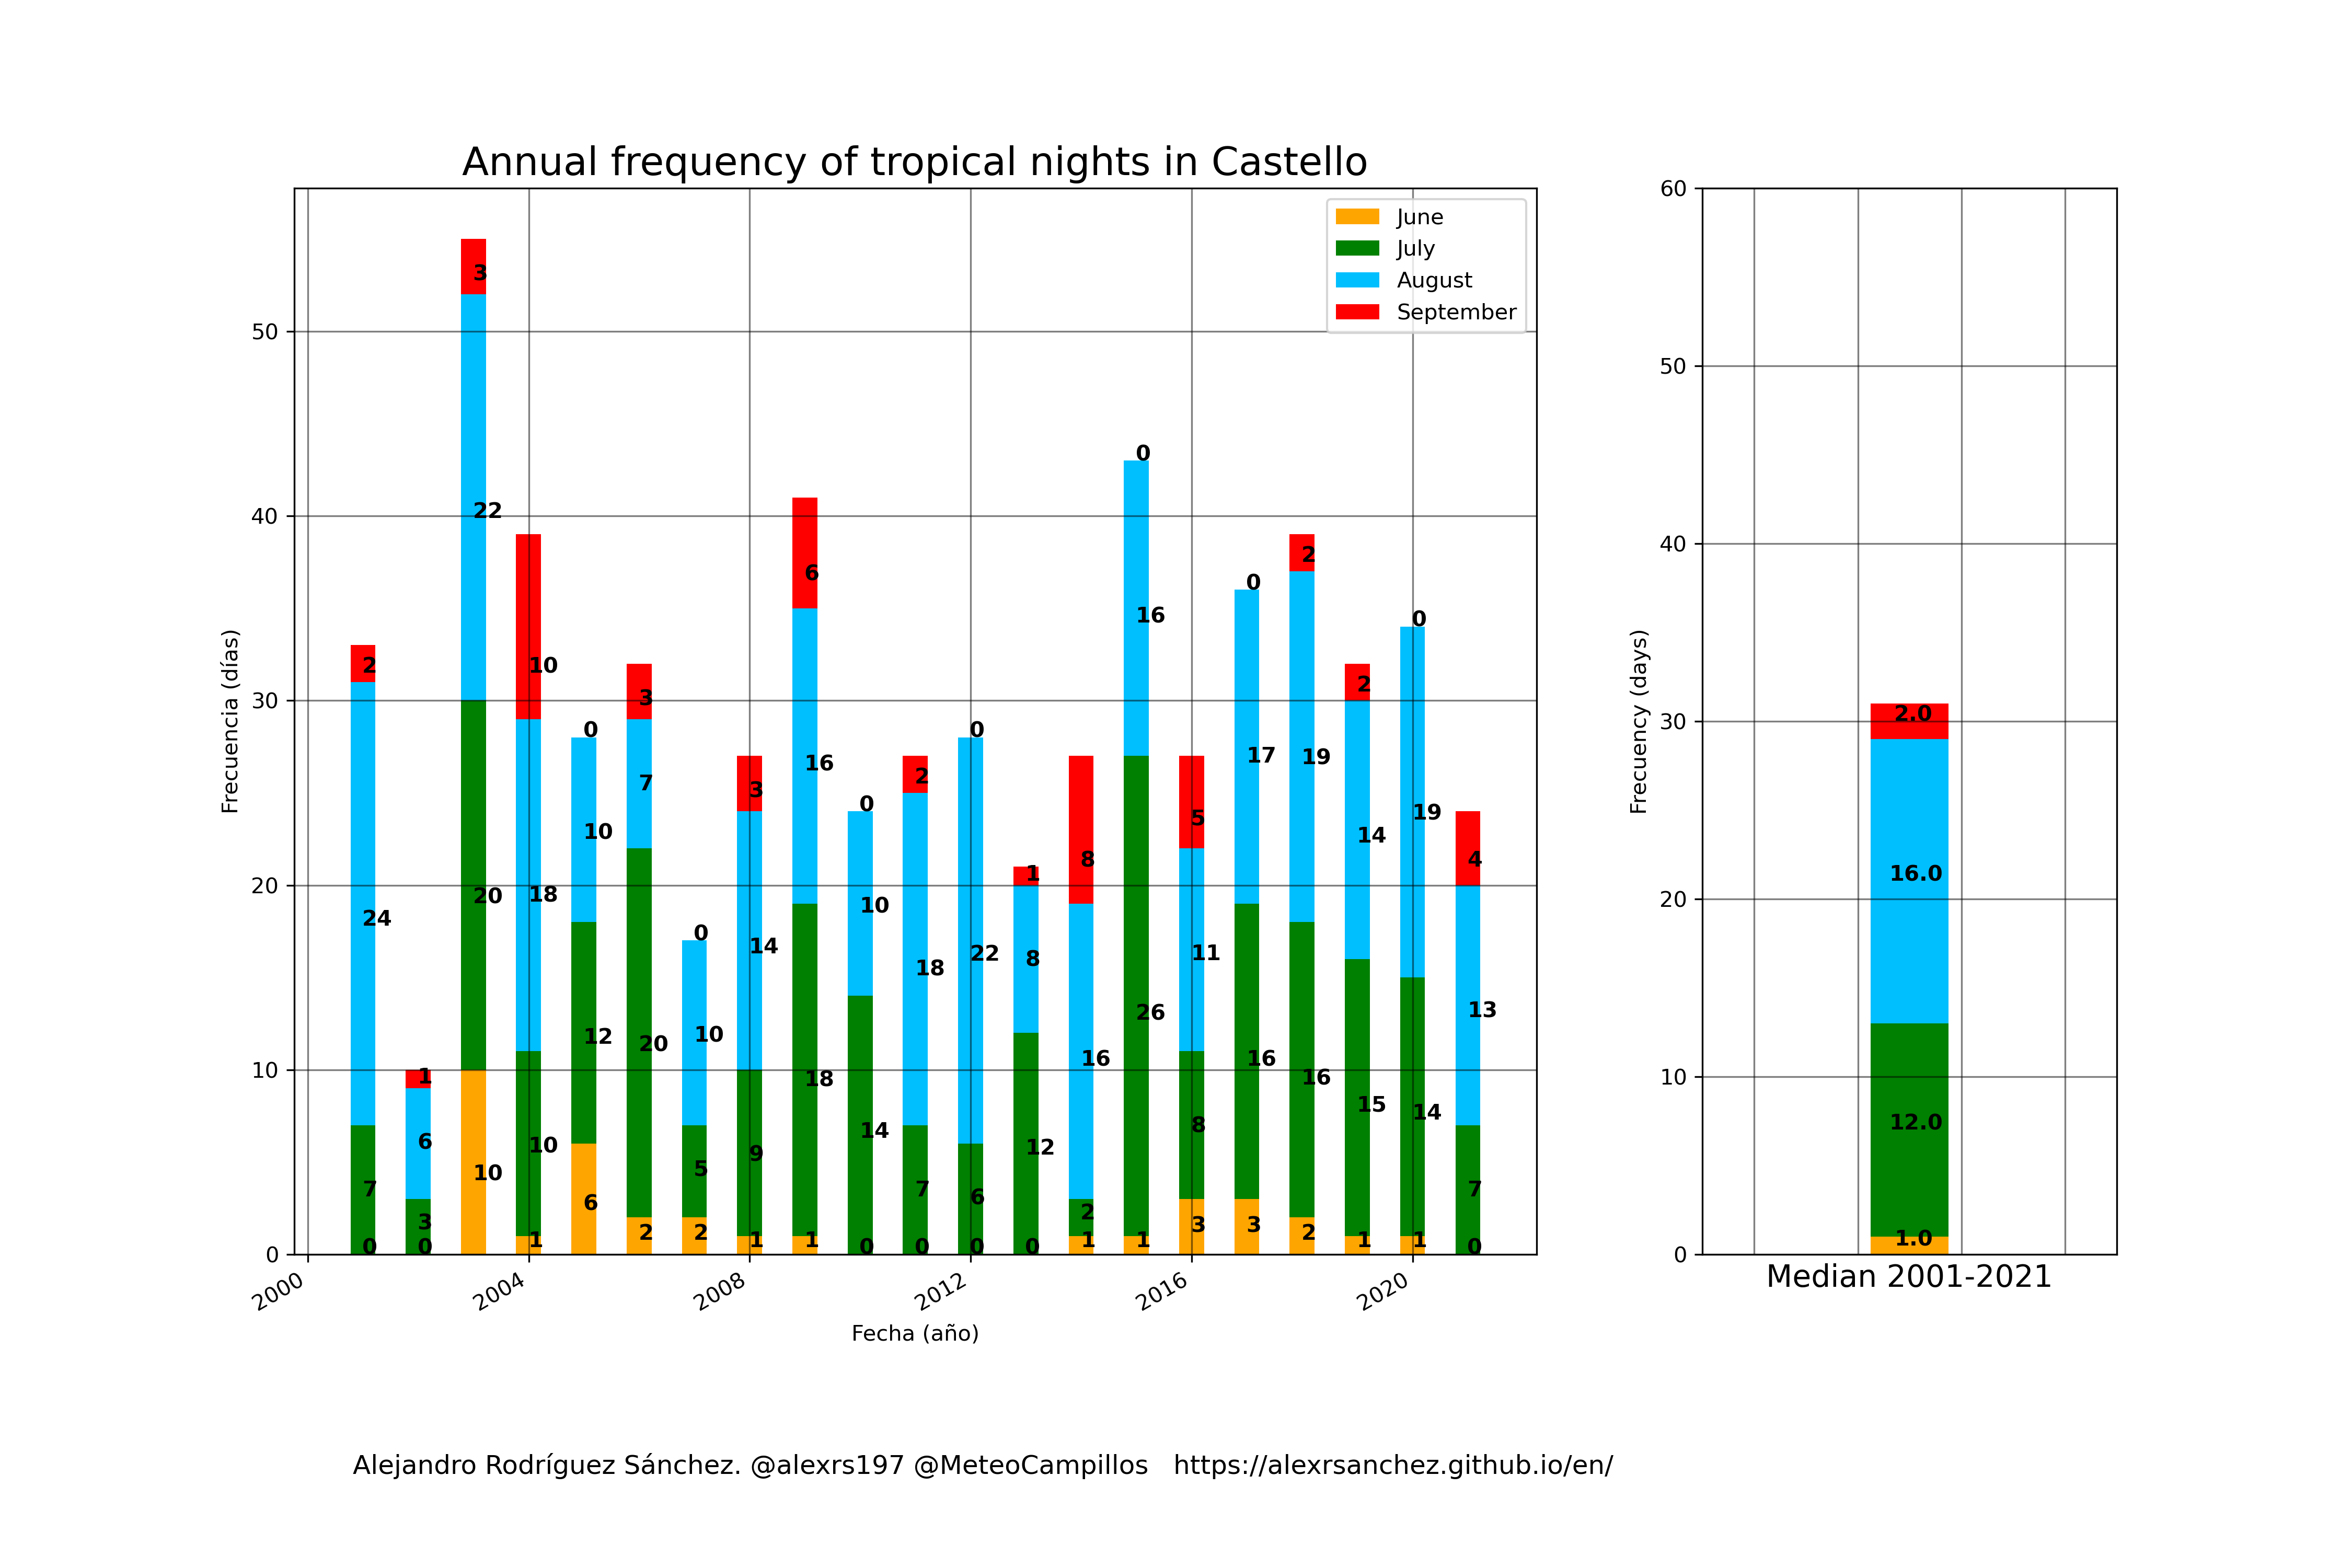 Annual frequency of tropical nights in Castello
June
July
August
September
Frecuencia (días)
50
40
30
20
10
0
2 24 7 0
1 6 3 0
3 22 20 10
10 18 10 1
0 10 12 6
3 7 20 2
0 10 5 2
3 14 9 1
6 16 18 1
0 10 14 0
2 18 7 0
0 22 6 0
1 8 12 0
8 16 2 1
0 16 26 1
5 11 8 3
0 17 16 3
2 19 16 2
2 14 15 1
0 19 14 1
4 13 7 0
2000 2004 2008 2012 2016 2020
Fecha (año)
Frecuency (days)
60
50
40
30
20
10
0
2.0
16.0
12.0
1.0
Median 2001-2021
Alejandro Rodríguez Sánchez. @alexrs197 @MeteoCampillos https://alexrsanchez.github.io/en/